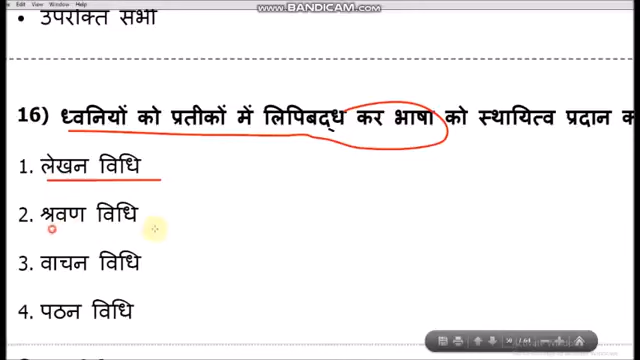 Edit View Window Help
WWW.BANDICAM.COM
• उपरोक्त सभी
16) ध्वनियों को प्रतीकों में लिपिबद्ध कर भाषा को स्थायित्व प्रदान क
1. लेखन विधि
2. श्रवण विधि
3. वाचन विधि
4. पठन विधि